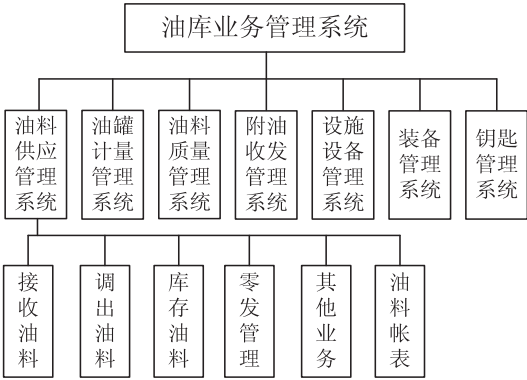 油库业务管理系统
油料
供应
管理
系统
油罐
计量
管理
系统
油料
质量
管理
系统
附油
收发
管理
系统
设施
设备
管理
系统
装备
管理
系统
钥匙
管理
系统
接
收
油
料
调
出
油
料
库
存
油
料
零
发
管
理
其
他
业
务
油
料
帐
表